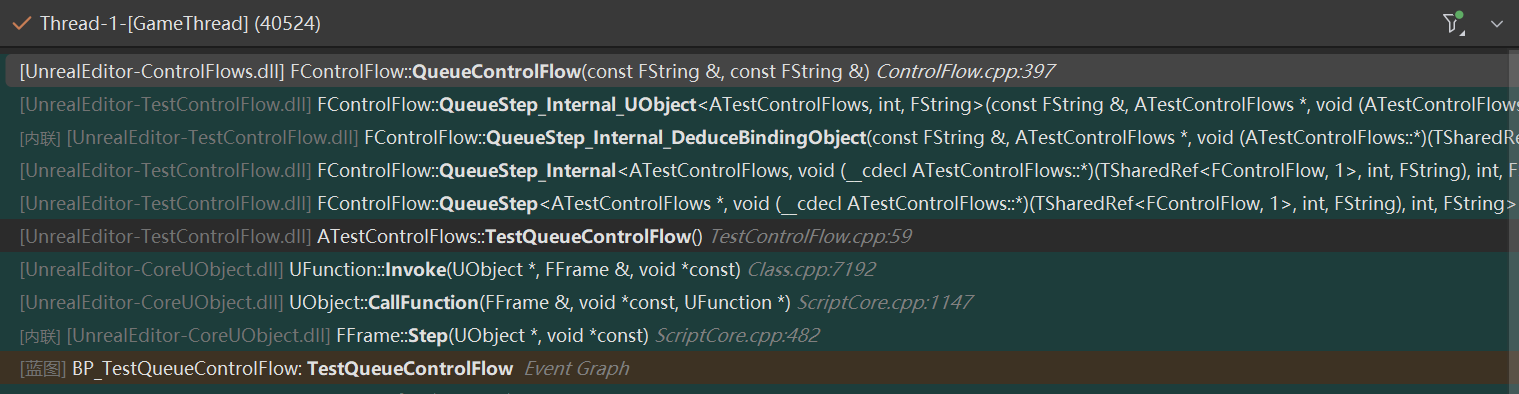 Thread-1-[GameThread] (40524)
[UnrealEditor-ControlFlows.dll] FControlFlow::QueueControlFlow(const FString &, const FString &) ControlFlow.cpp:397
[UnrealEditor-TestControlFlow.dll] FControlFlow::QueueStep_Internal_UObject<ATestControlFlows, int, FString>(const FString &, ATestControlFlows *, void (ATestControlFlows
[内联] [UnrealEditor-TestControlFlow.dll] FControlFlow::QueueStep_Internal_DeduceBindingObject(const FString &, ATestControlFlows *, void (ATestControlFlows::*)(TSharedR
[UnrealEditor-TestControlFlow.dll] FControlFlow::QueueStep_Internal<ATestControlFlows, void (__cdecl ATestControlFlows::*)(TSharedRef<FControlFlow, 1>, int, FString), int, F
[UnrealEditor-TestControlFlow.dll] FControlFlow::QueueStep<ATestControlFlows *, void (__cdecl ATestControlFlows::*)(TSharedRef<FControlFlow, 1>, int, FString), int, FString>
[UnrealEditor-TestControlFlow.dll] ATestControlFlows::TestQueueControlFlow() TestControlFlow.cpp:59
[UnrealEditor-CoreUObject.dll] UFunction::Invoke(UObject *, FFrame &, void *const) Class.cpp:7192
[UnrealEditor-CoreUObject.dll] UObject::CallFunction(FFrame &, void *const, UFunction *) ScriptCore.cpp:1147
[内联] [UnrealEditor-CoreUObject.dll] FFrame::Step(UObject *, void *const) ScriptCore.cpp:482
[蓝图] BP_TestQueueControlFlow: TestQueueControlFlow Event Graph